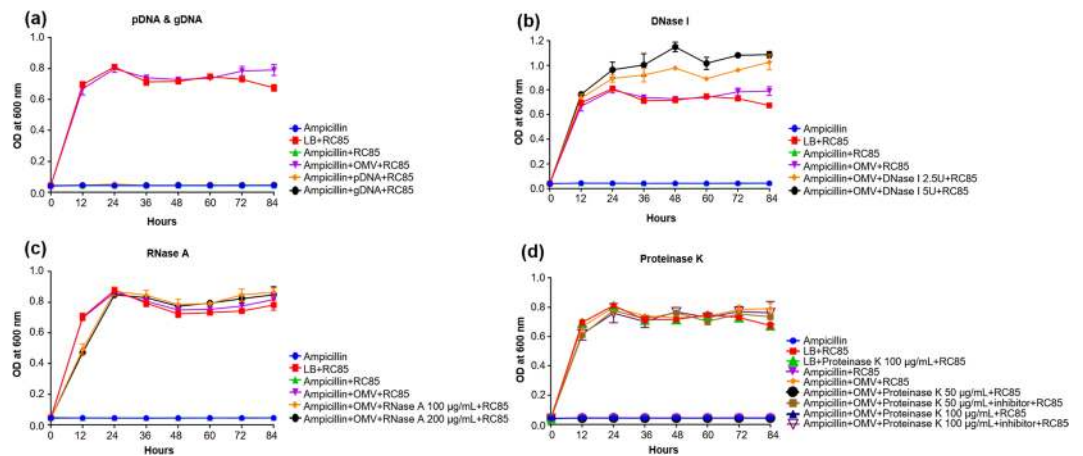 (a)
pDNA & gDNA
OD at 600 nm
1.0
0.8
0.6
0.4
0.2
0.0
0 12 24 36 48 60 72 84
Hours
Ampicillin
LB+RC85
Ampicillin+RC85
Ampicillin+OMV+RC85
Ampicillin+pDNA+RC85
Ampicillin+gDNA+RC85
(b)
DNase I
OD at 600 nm
1.2
1.0
0.8
0.6
0.4
0.2
0.0
0 12 24 36 48 60 72 84
Hours
Ampicillin
LB+RC85
Ampicillin+RC85
Ampicillin+OMV+RC85
Ampicillin+OMV+DNase I 2.5U+RC85
Ampicillin+OMV+DNase I 5U+RC85
(c)
RNase A
OD at 600 nm
1.0
0.8
0.6
0.4
0.2
0.0
0 12 24 36 48 60 72 84
Hours
Ampicillin
LB+RC85
Ampicillin+RC85
Ampicillin+OMV+RC85
Ampicillin+OMV+RNase A 100 µg/mL+RC85
Ampicillin+OMV+RNase A 200 µg/mL+RC85
(d)
Proteinase K
OD at 600 nm
1.0
0.8
0.6
0.4
0.2
0.0
0 12 24 36 48 60 72 84
Hours
Ampicillin
LB+RC85
LB+Proteinase K 100 µg/mL+RC85
Ampicillin+RC85
Ampicillin+OMV+RC85
Ampicillin+OMV+Proteinase K 50 µg/mL+RC85
Ampicillin+OMV+Proteinase K 50 µg/mL+inhibitor+RC85
Ampicillin+OMV+Proteinase K 100 µg/mL+RC85
Ampicillin+OMV+Proteinase K 100 µg/mL+inhibitor+RC85